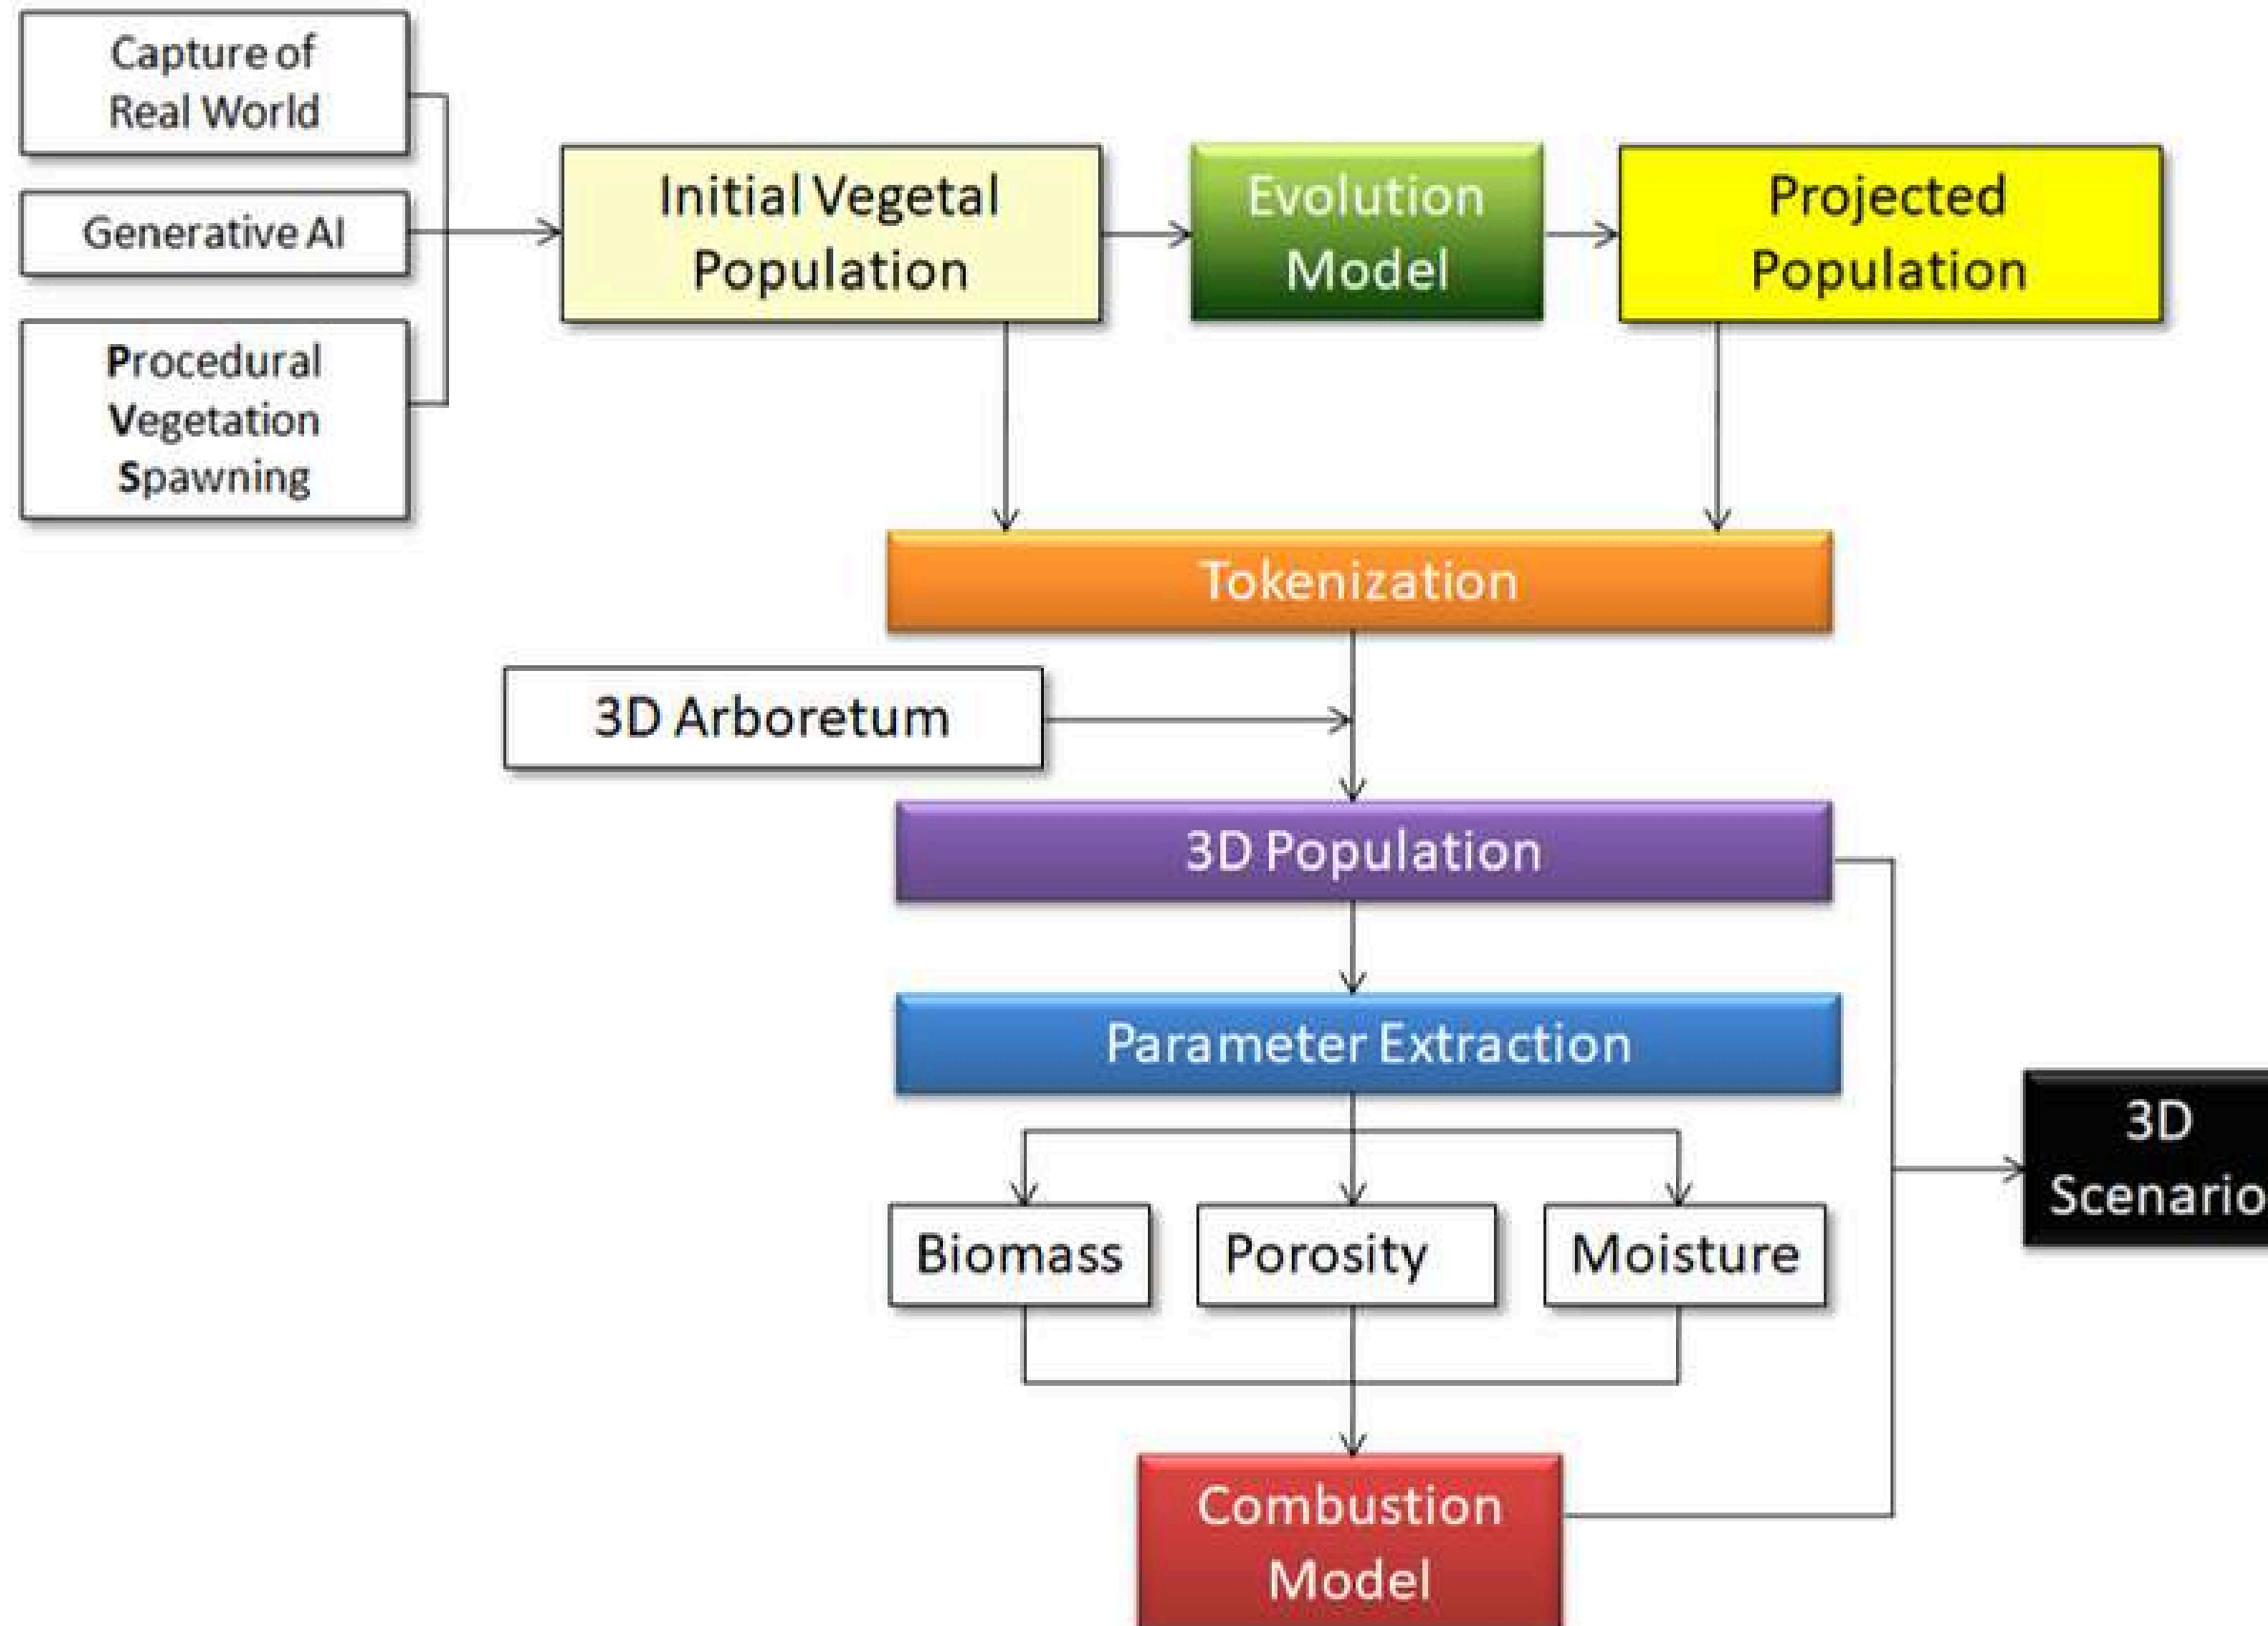 Capture of
Real World
Generative AI
Procedural
Vegetation
Spawning
Initial Vegetal
Population
Evolution
Model
Projected
Population
Tokenization
3D Arboretum
3D Population
Parameter Extraction
Biomass
Porosity
Moisture
3D
Scenario
Combustion
Model